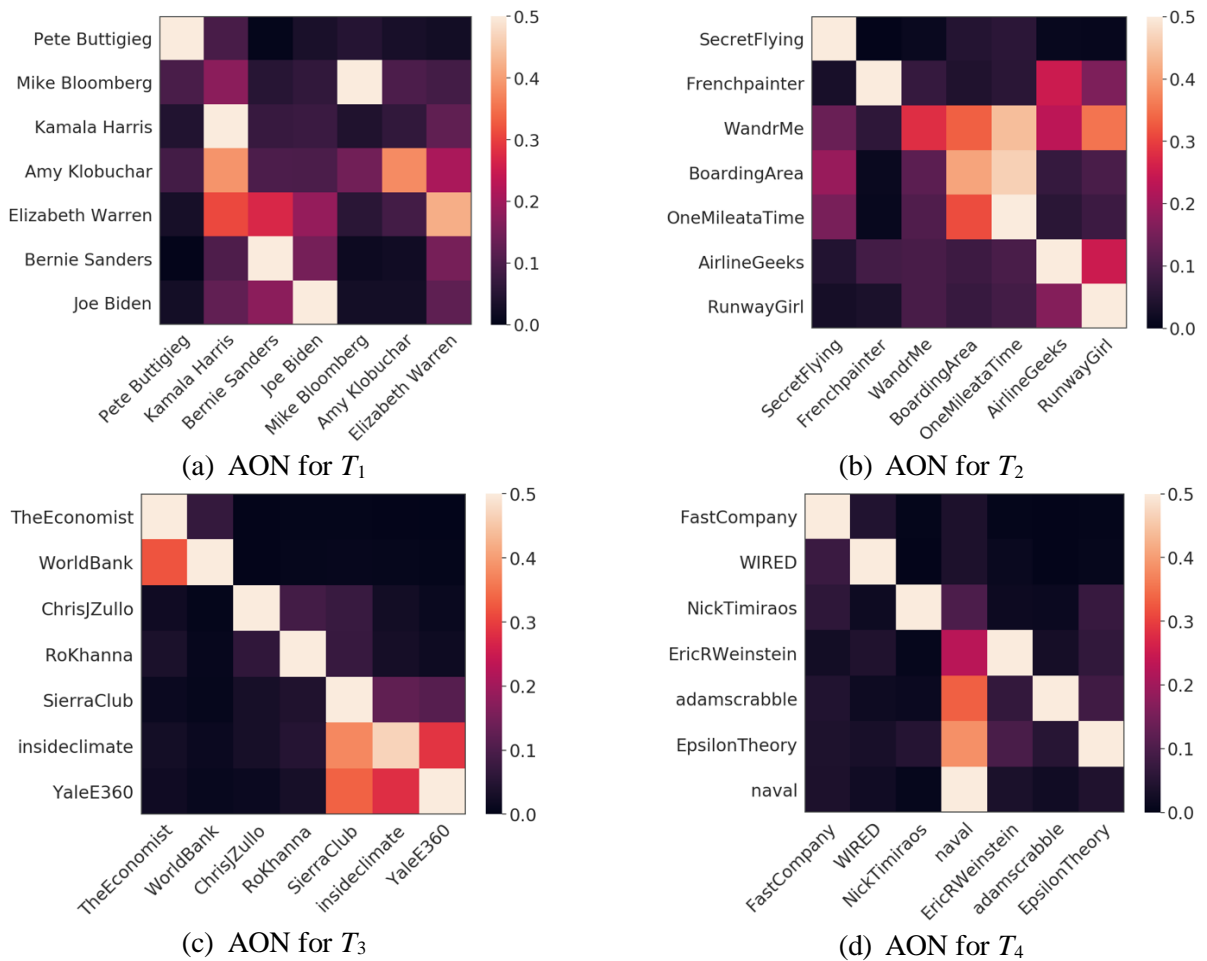 Pete Buttigieg
Mike Bloomberg
Kamala Harris
Amy Klobuchar
Elizabeth Warren
Bernie Sanders
Joe Biden
0.5
0.4
0.3
0.2
0.1
0.0
Pete Buttigieg
Kamala Harris
Bernie Sanders
Joe Biden
Mike Bloomberg
Amy Klobuchar
Elizabeth Warren
(a) AON for T1
SecretFlying
Frenchpainter
WandrMe
BoardingArea
OneMileataTime
AirlineGeeks
RunwayGirl
0.5
0.4
0.3
0.2
0.1
0.0
SecretFlying
Frenchpainter
WandrMe
BoardingArea
OneMileataTime
AirlineGeeks
RunwayGirl
(b) AON for T2
TheEconomist
WorldBank
ChrisJZullo
RoKhanna
SierraClub
insideclimate
YaleE360
0.5
0.4
0.3
0.2
0.1
0.0
TheEconomist
WorldBank
ChrisJZullo
RoKhanna
SierraClub
insideclimate
YaleE360
(c) AON for T3
FastCompany
WIRED
NickTimiraos
EricRWeinstein
adamscrabble
EpsilonTheory
naval
0.5
0.4
0.3
0.2
0.1
0.0
FastCompany
WIRED
NickTimiraos
naval
EricRWeinstein
adamscrabble
EpsilonTheory
(d) AON for T4